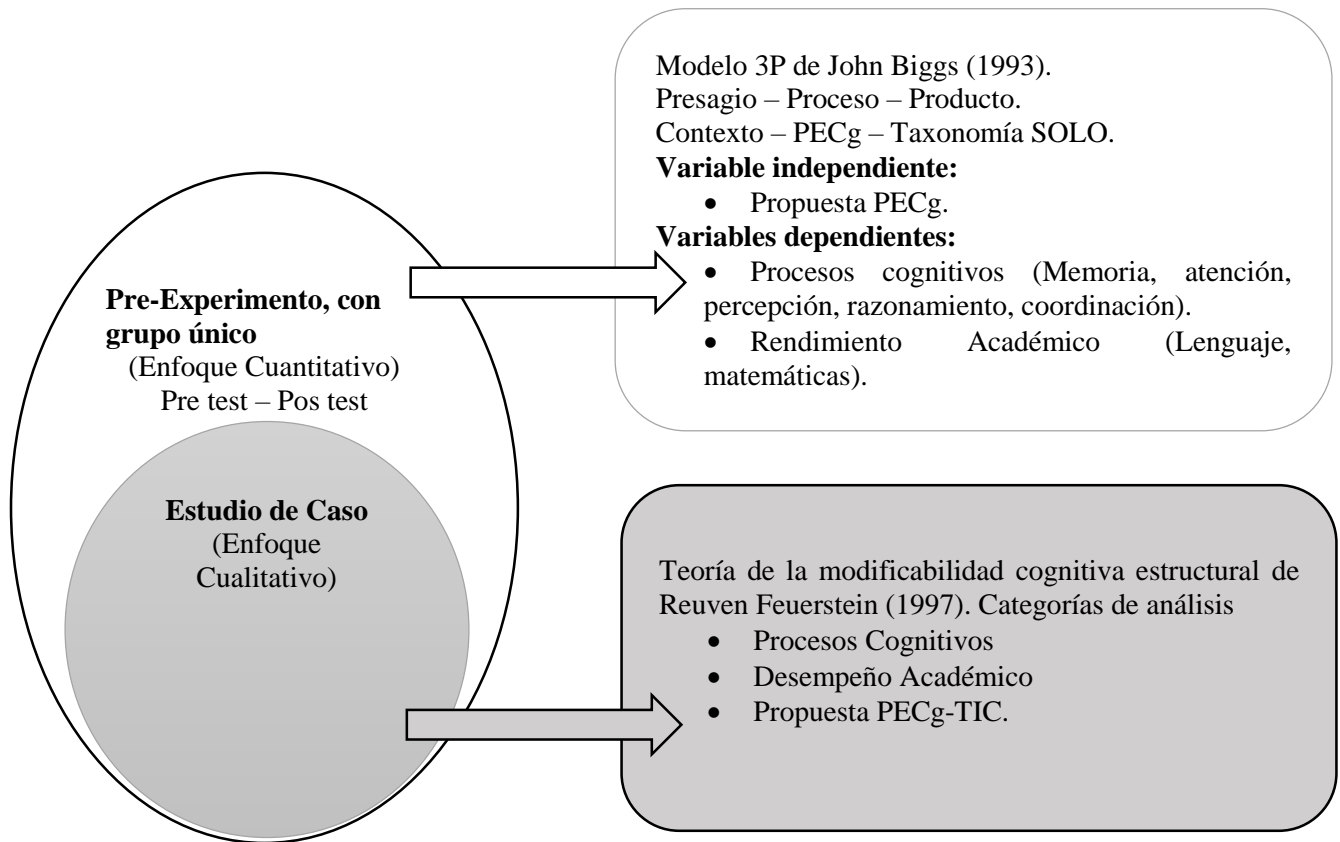 Modelo 3P de John Biggs (1993).
Presagio – Proceso – Producto.
Contexto – PECg – Taxonomía SOLO.
Variable independiente:
• Propuesta PECg.
Variables dependientes:
• Procesos cognitivos (Memoria, atención,
percepción, razonamiento, coordinación).
• Rendimiento Académico (Lenguaje,
matemáticas).
Pre-Experimento, con
grupo único
(Enfoque Cuantitativo)
Pre test – Pos test
Estudio de Caso
(Enfoque
Cualitativo)
Teoría de la modificabilidad cognitiva estructural de
Reuven Feuerstein (1997). Categorías de análisis
• Procesos Cognitivos
• Desempeño Académico
• Propuesta PECg-TIC.